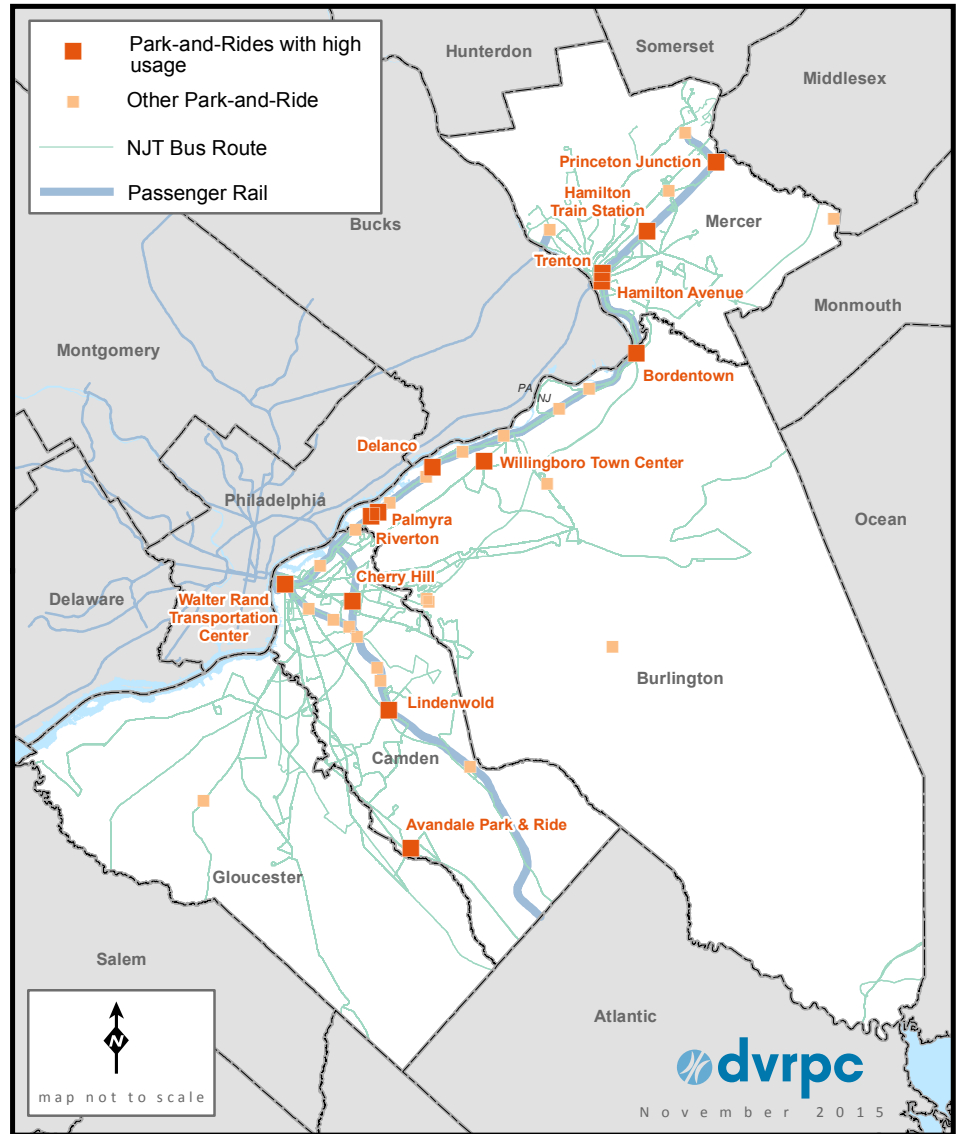 Park-and-Rides with high
usage
Other Park-and-Ride
NJT Bus Route
Passenger Rail
Hunterdon
Somerset
Middlesex
Princeton Junction
Hamilton
Train Station
Mercer
Bucks
Trenton
Hamilton Avenue
Monmouth
Montgomery
Bordentown
PA
NJ
Delanco
Willingboro Town Center
Philadelphia
Palmyra
Riverton
Ocean
Cherry Hill
Delaware
Walter Rand
Transportation
Center
Burlington
Lindenwold
Camden
Avandale Park & Ride
Gloucester
Salem
Atlantic
N
map not to scale
dvrpc
November 2015